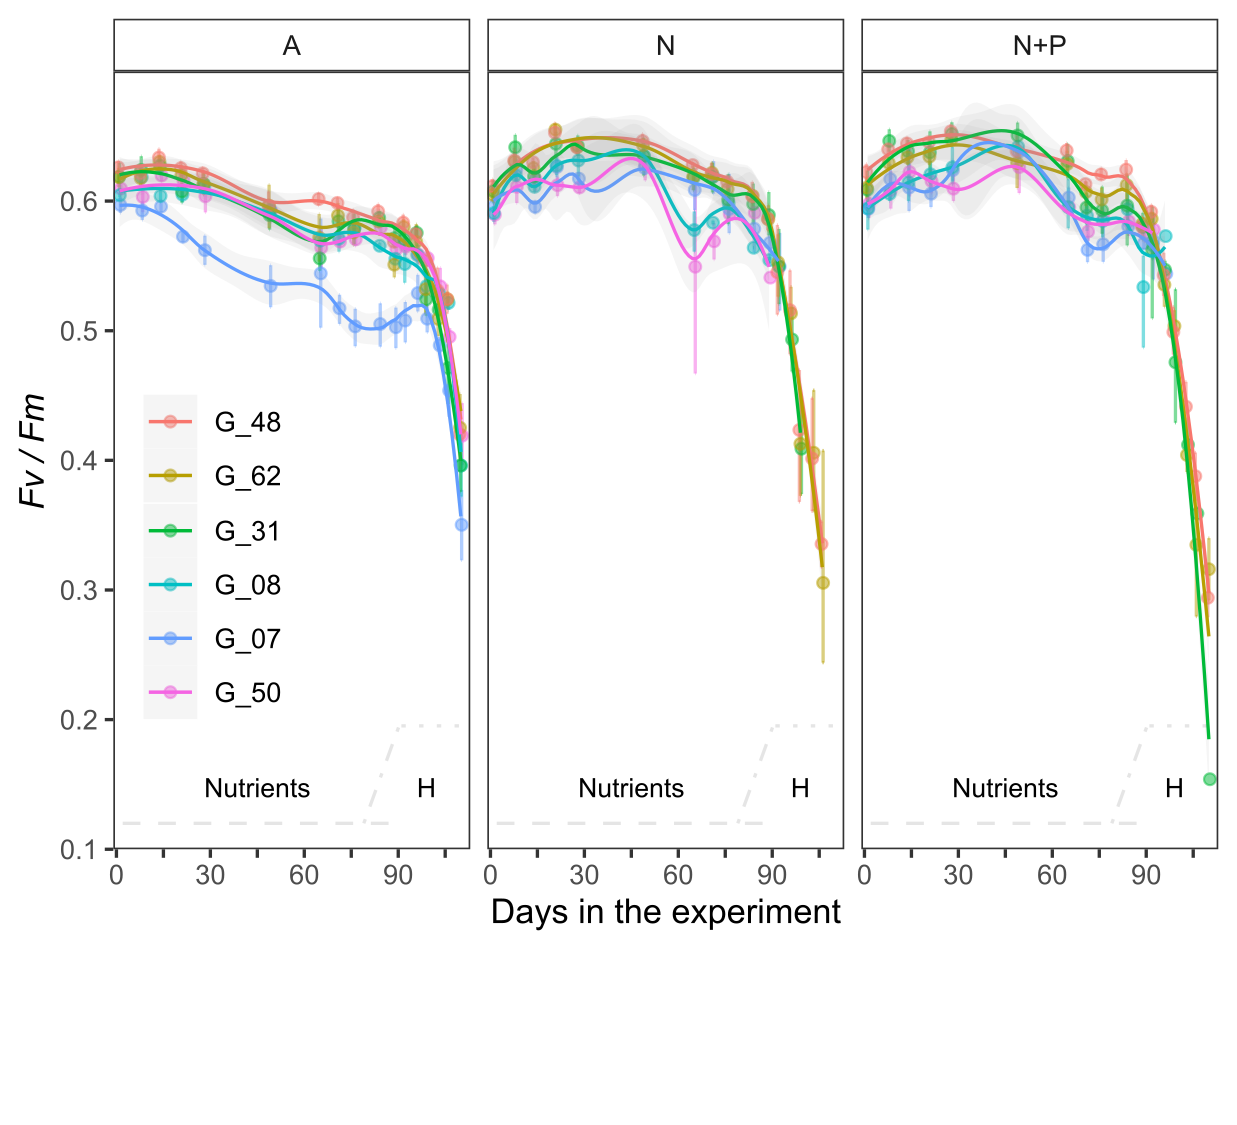 A N N+P
Fv / Fm
0.6
0.5
0.4
0.3
0.2
0.1
G_48
G_62
G_31
G_08
G_07
G_50
Nutrients H Nutrients H Nutrients H
0 30 60 90 0 30 60 90 0 30 60 90
Days in the experiment